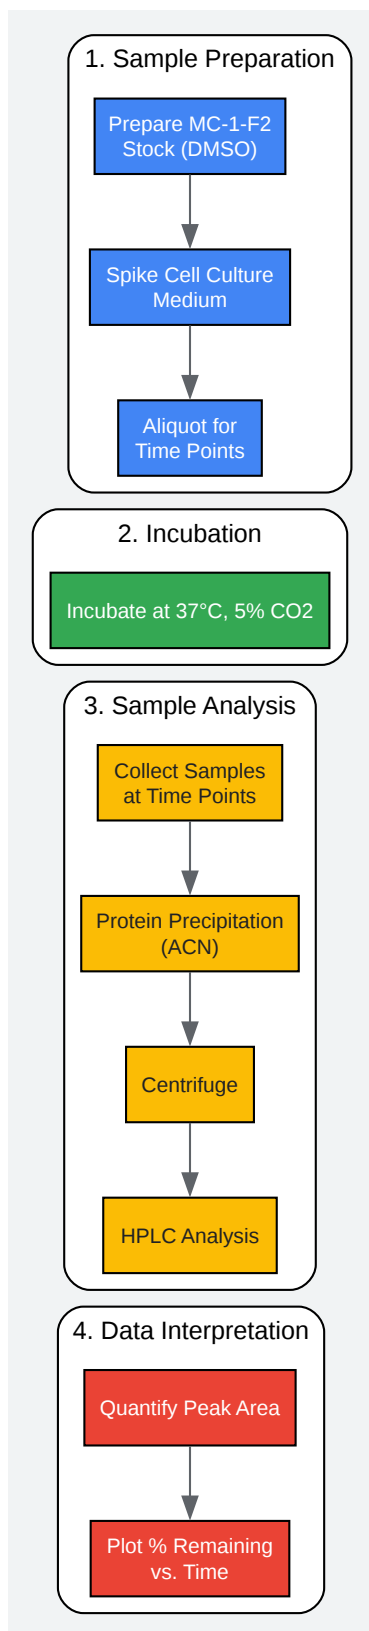 1. Sample Preparation
Prepare MC-1-F2
Stock (DMSO)
Spike Cell Culture
Medium
Aliquot for
Time Points
2. Incubation
Incubate at 37°C, 5% CO2
3. Sample Analysis
Collect Samples
at Time Points
Protein Precipitation
(ACN)
Centrifuge
HPLC Analysis
4. Data Interpretation
Quantify Peak Area
Plot % Remaining
vs. Time